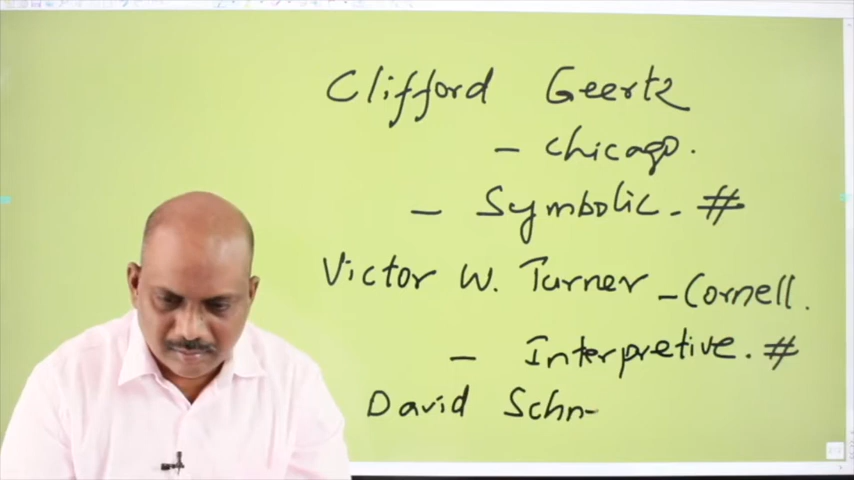 Clifford Geertz
- Chicago.
- Symbolic. #
Victor W. Turner - Cornell.
- Interpretive. #
David Schn-